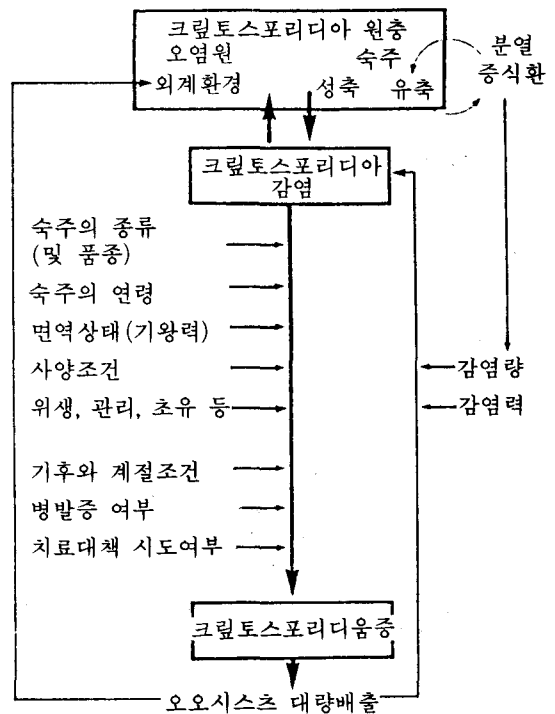 크맆토스포리디아 원충
오염원 숙주
외계환경 성축 유축
분열
증식환
크맆토스포리디아
감염
숙주의 종류
(및 품종)
숙주의 연령
면역상태(기왕력)
사양조건
위생, 관리, 초유 등
기후와 계절조건
병발증 여부
치료대책 시도여부
감염량
감염력
크맆토스포리디움증
오오시스츠 대량배출